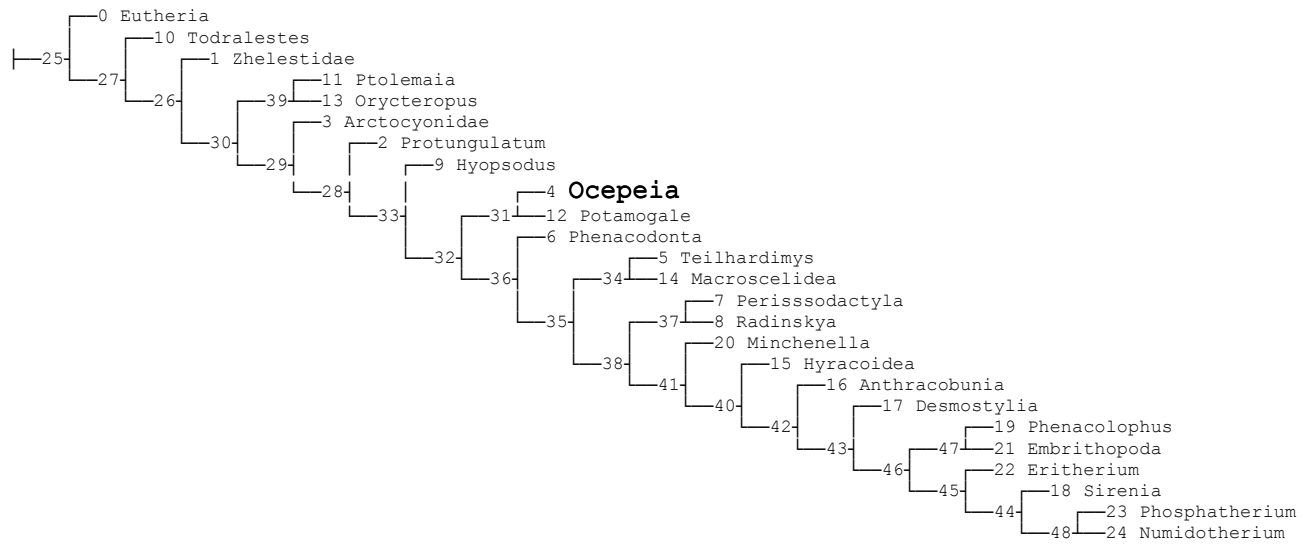 0 Eutheria
10 Todralestes
25 1 Zhelestidae
27 11 Ptolemaia
26 39 13 Orycteropus
3 Arctocyonidae
30 2 Protungulatum
29 9 Hyopsodus
28 4 Ocepeia
33 31 12 Potamogale
6 Phenacodonta
32 5 Teilhardimys
36 34 14 Macroscelidea
7 Perisssodactyla
35 37 8 Radinskya
20 Minchenella
38 15 Hyracoidea
41 16 Anthracobunia
40 17 Desmostylia
42 19 Phenacolophus
43 47 21 Embrithopoda
46 22 Eritherium
45 18 Sirenia
44 23 Phosphatherium
48 24 Numidotherium